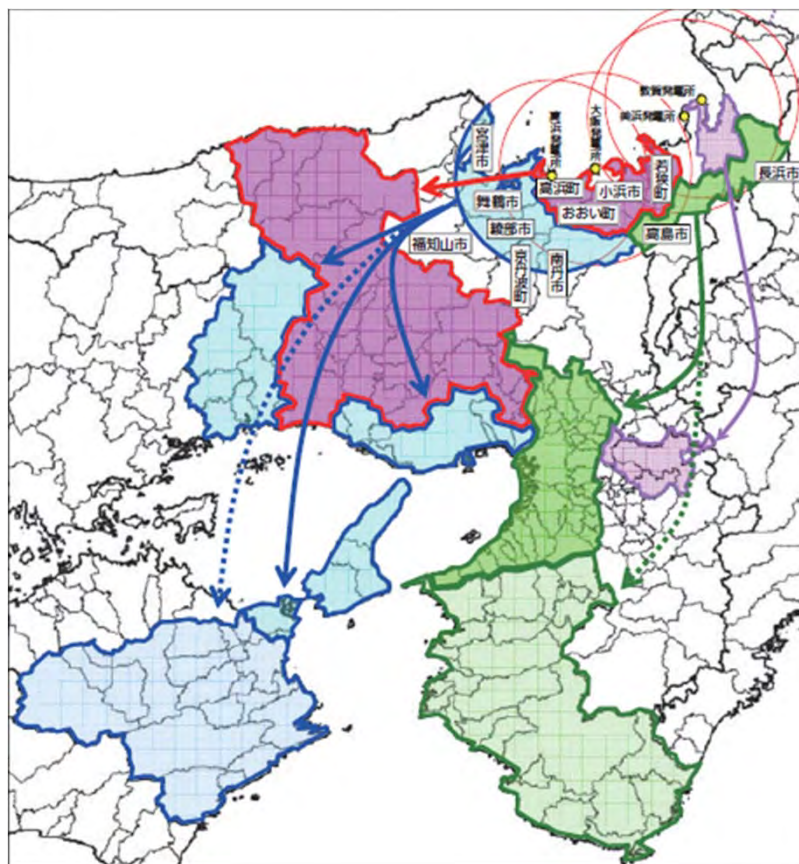 敦賀発電所
美浜発電所
大飯発電所
高浜発電所
宮津市
長浜市
若狭町
小浜市
高浜町
舞鶴市
おおい町
高島市
綾部市
福知山市
京丹波町
南丹市